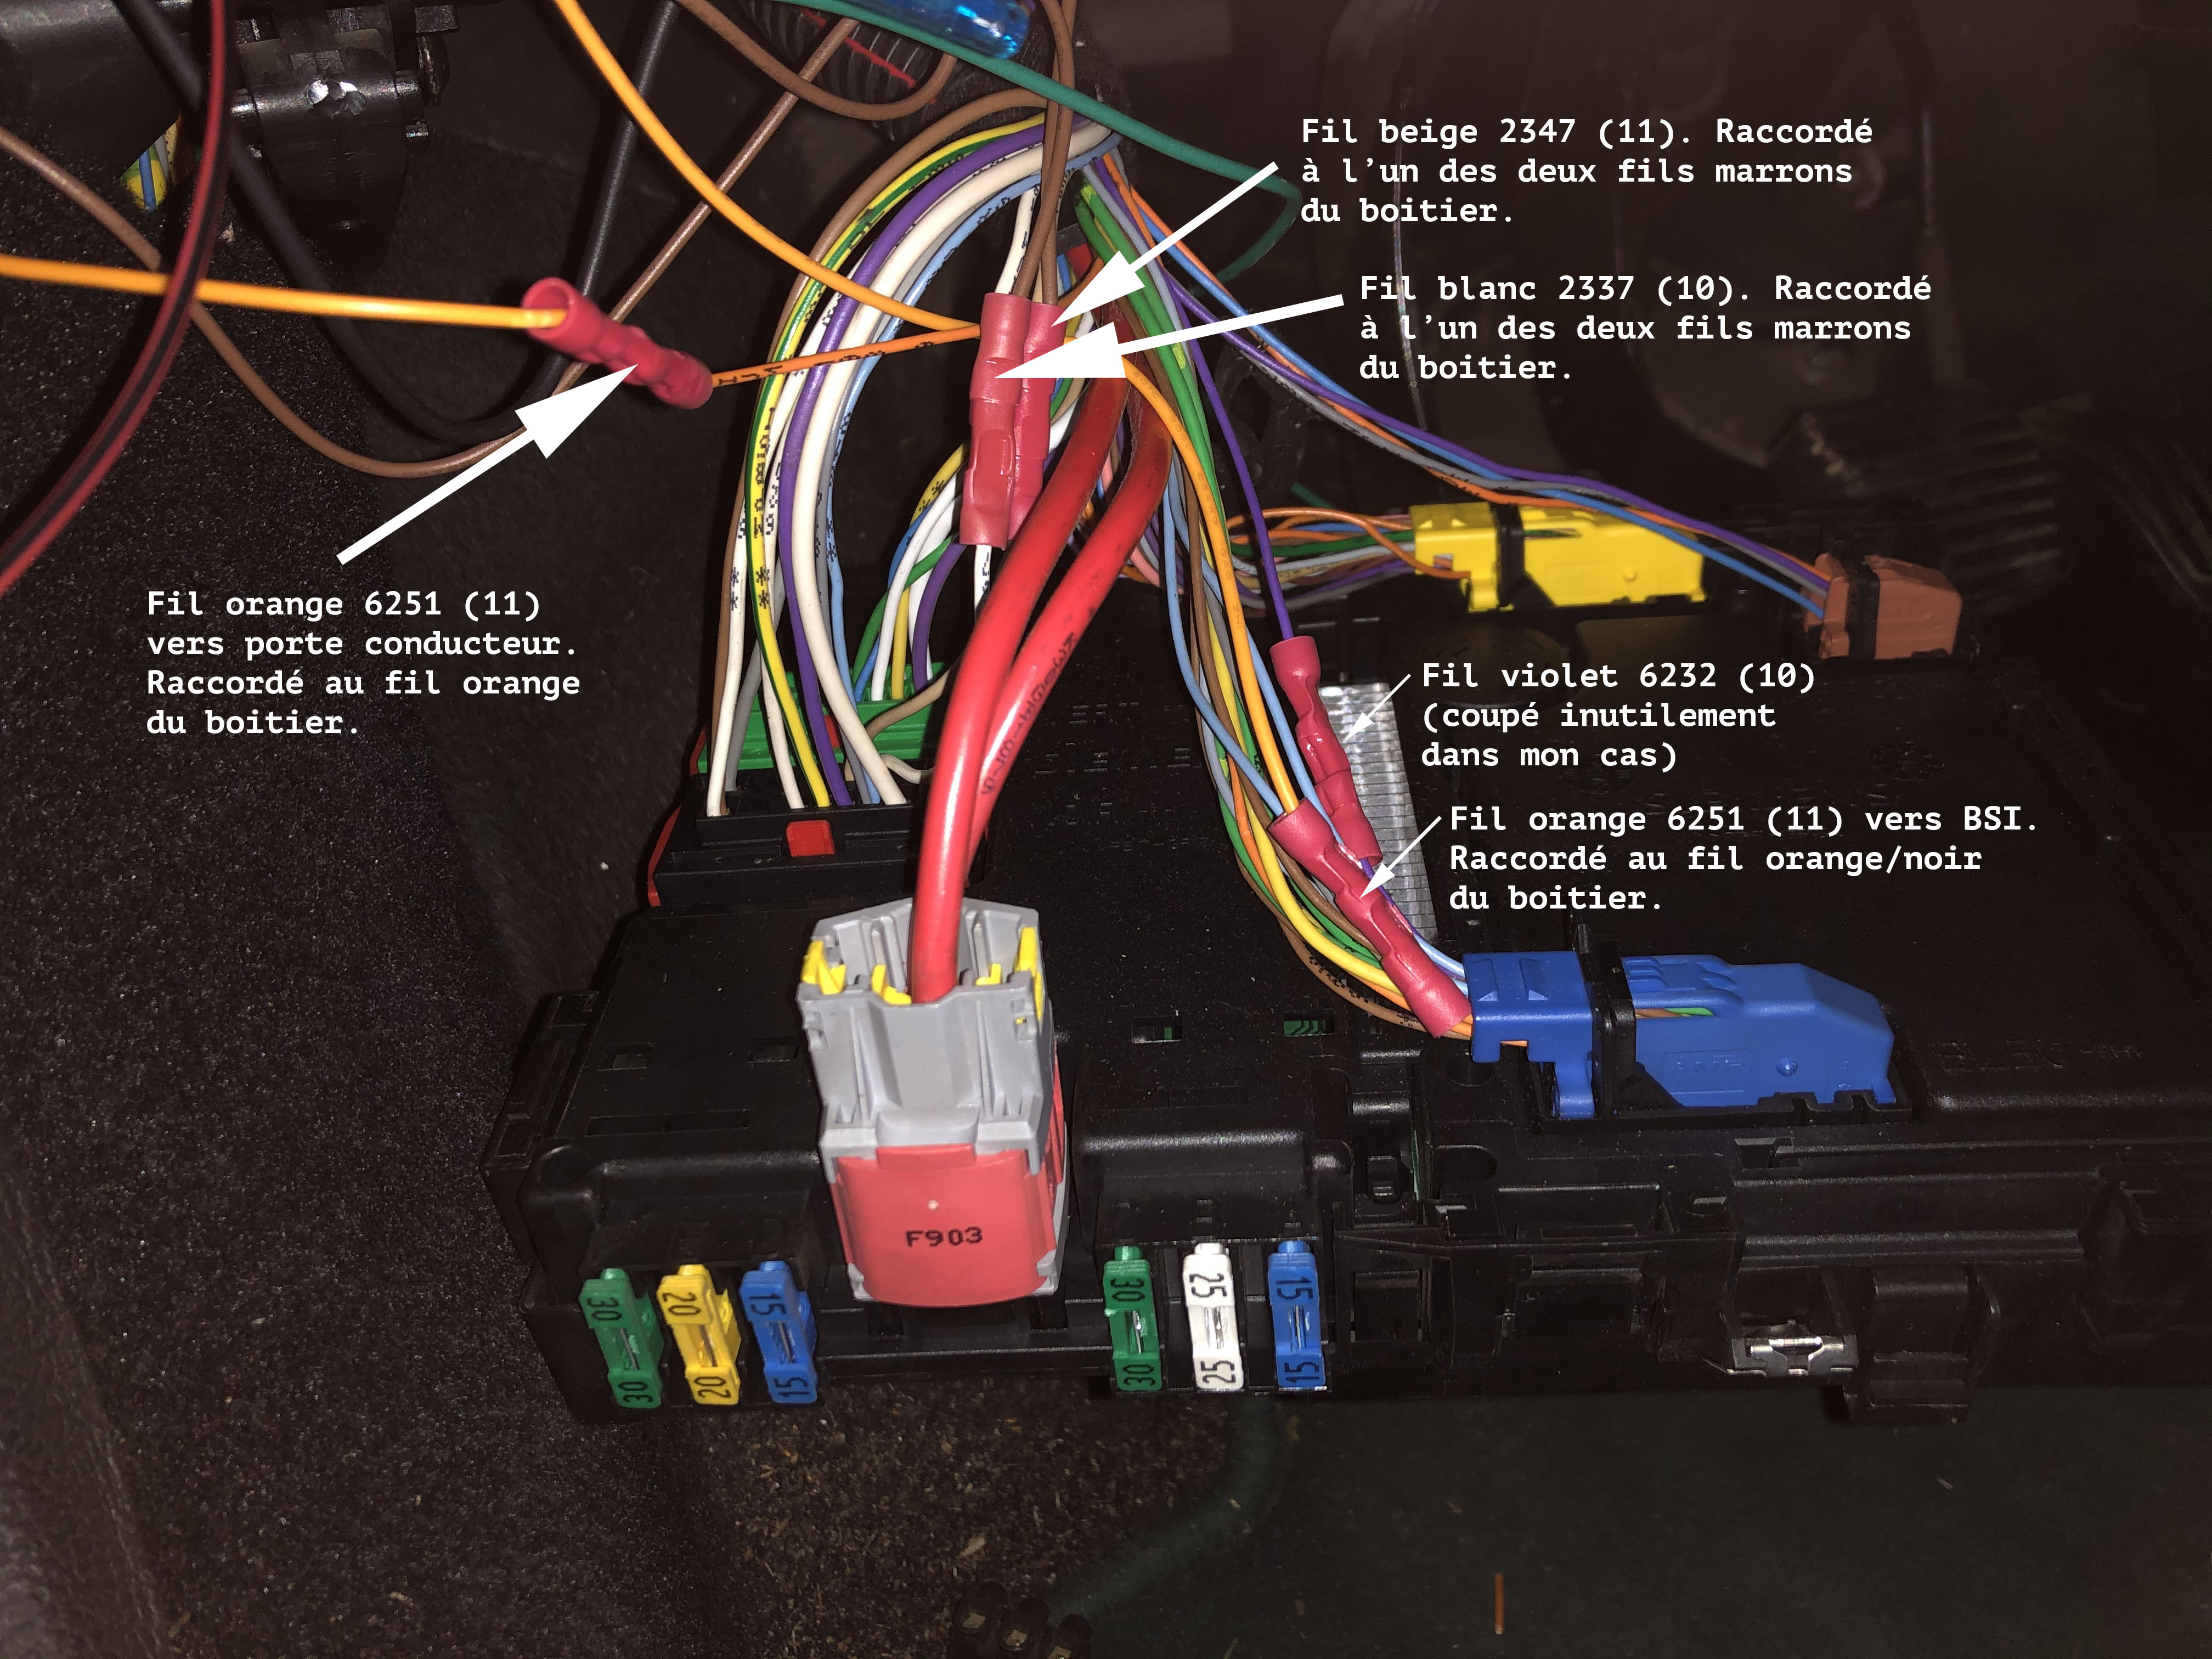 Fil beige 2347 (11). Raccordé
à l'un des deux fils marrons
du boitier.
Fil blanc 2337 (10). Raccordé
à l'un des deux fils marrons
du boitier.
Fil orange 6251 (11)
vers porte conducteur.
Raccordé au fil orange
du boitier.
Fil violet 6232 (10)
(coupé inutilement
dans mon cas)
Fil orange 6251 (11) vers BSI.
Raccordé au fil orange/noir
du boitier.
F903
30
20
15
30
25
15
30
20
15
30
25
15